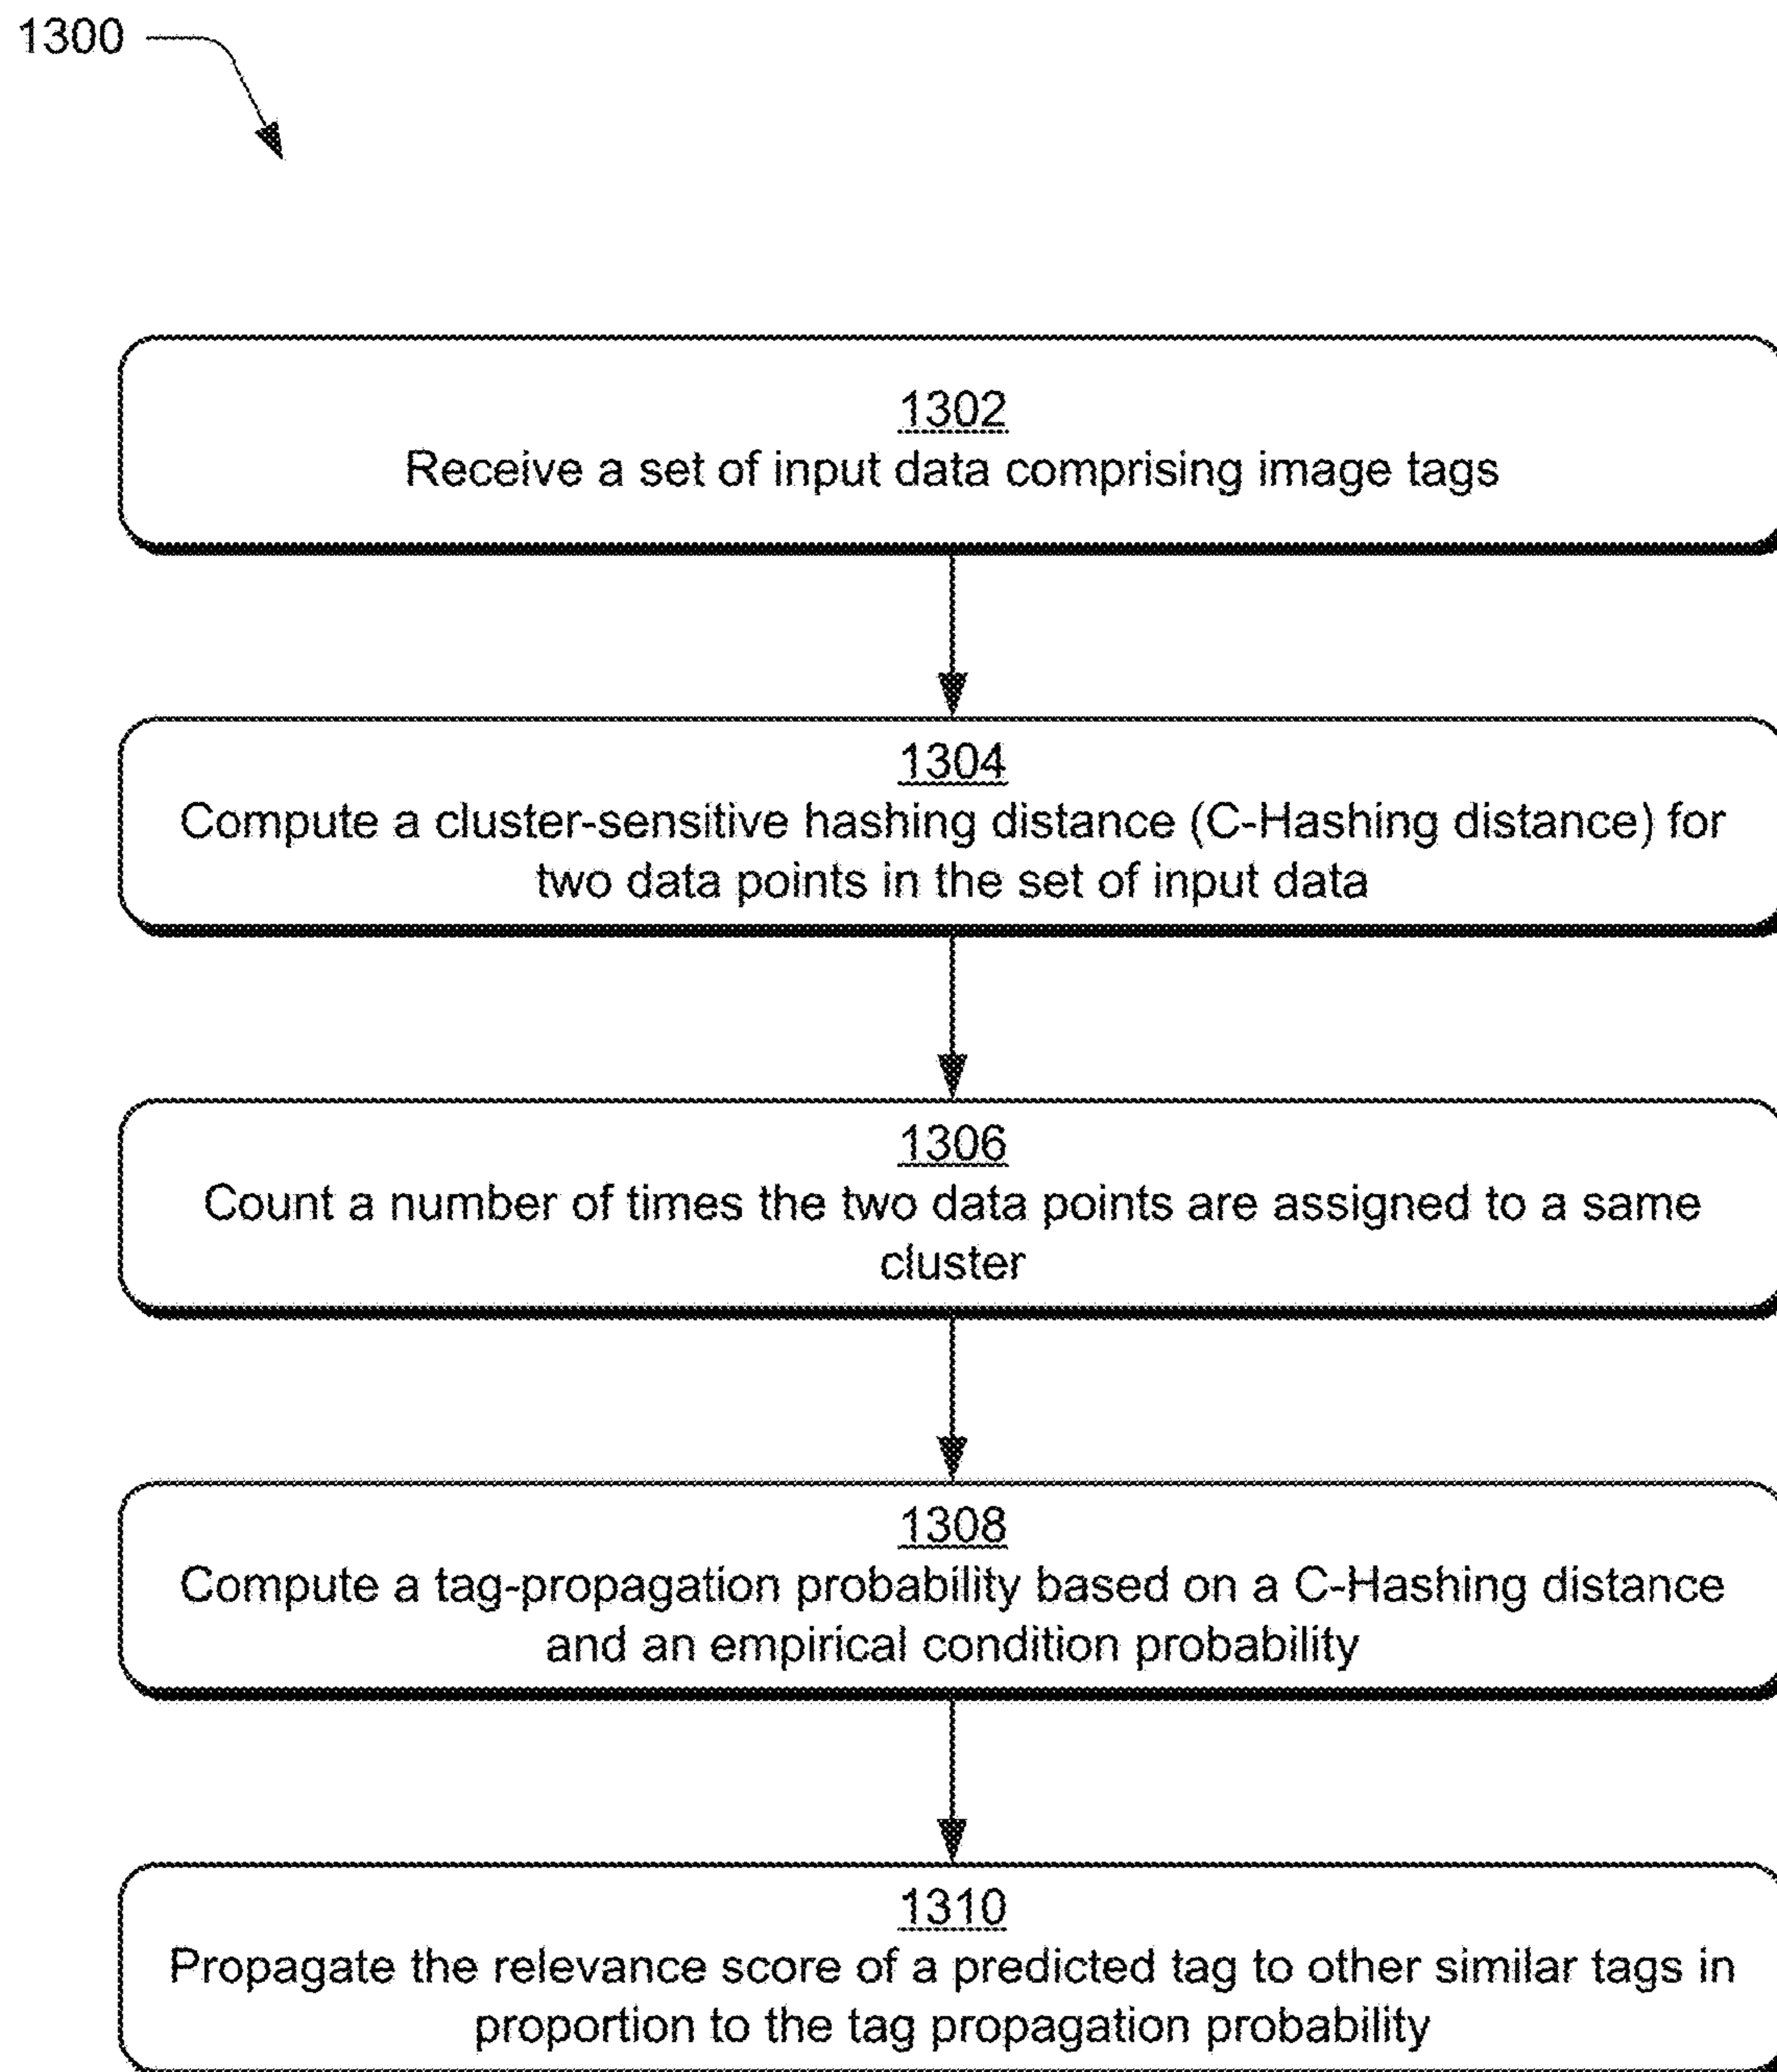 1300
1302
Receive a set of input data comprising image tags
1304
Compute a cluster-sensitive hashing distance (C-Hashing distance) for
two data points in the set of input data
1306
Count a number of times the two data points are assigned to a same
cluster
1308
Compute a tag-propagation probability based on a C-Hashing distance
and an empirical condition probability
1310
Propagate the relevance score of a predicted tag to other similar tags in
proportion to the tag propagation probability